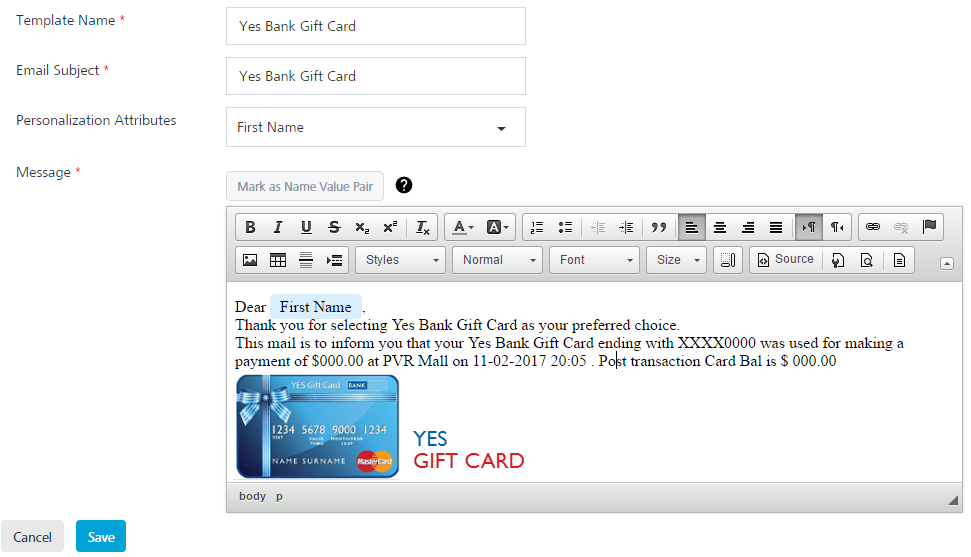 Template Name *
Yes Bank Gift Card
Email Subject *
Yes Bank Gift Card
Personalization Attributes
First Name
Message *
Mark as Name Value Pair ?
B I U S x₂ x² Tx A A
Styles Normal Font Size Source
Dear First Name ,
Thank you for selecting Yes Bank Gift Card as your preferred choice.
This mail is to inform you that your Yes Bank Gift Card ending with XXXX0000 was used for making a
payment of $000.00 at PVR Mall on 11-02-2017 20:05 . Post transaction Card Bal is $ 000.00
YES Gift Card BANK
1234 5678 9000 1234
VALID THRU MONTH/YEAR
NAME SURNAME MasterCard
YES
GIFT CARD
body p
Cancel Save